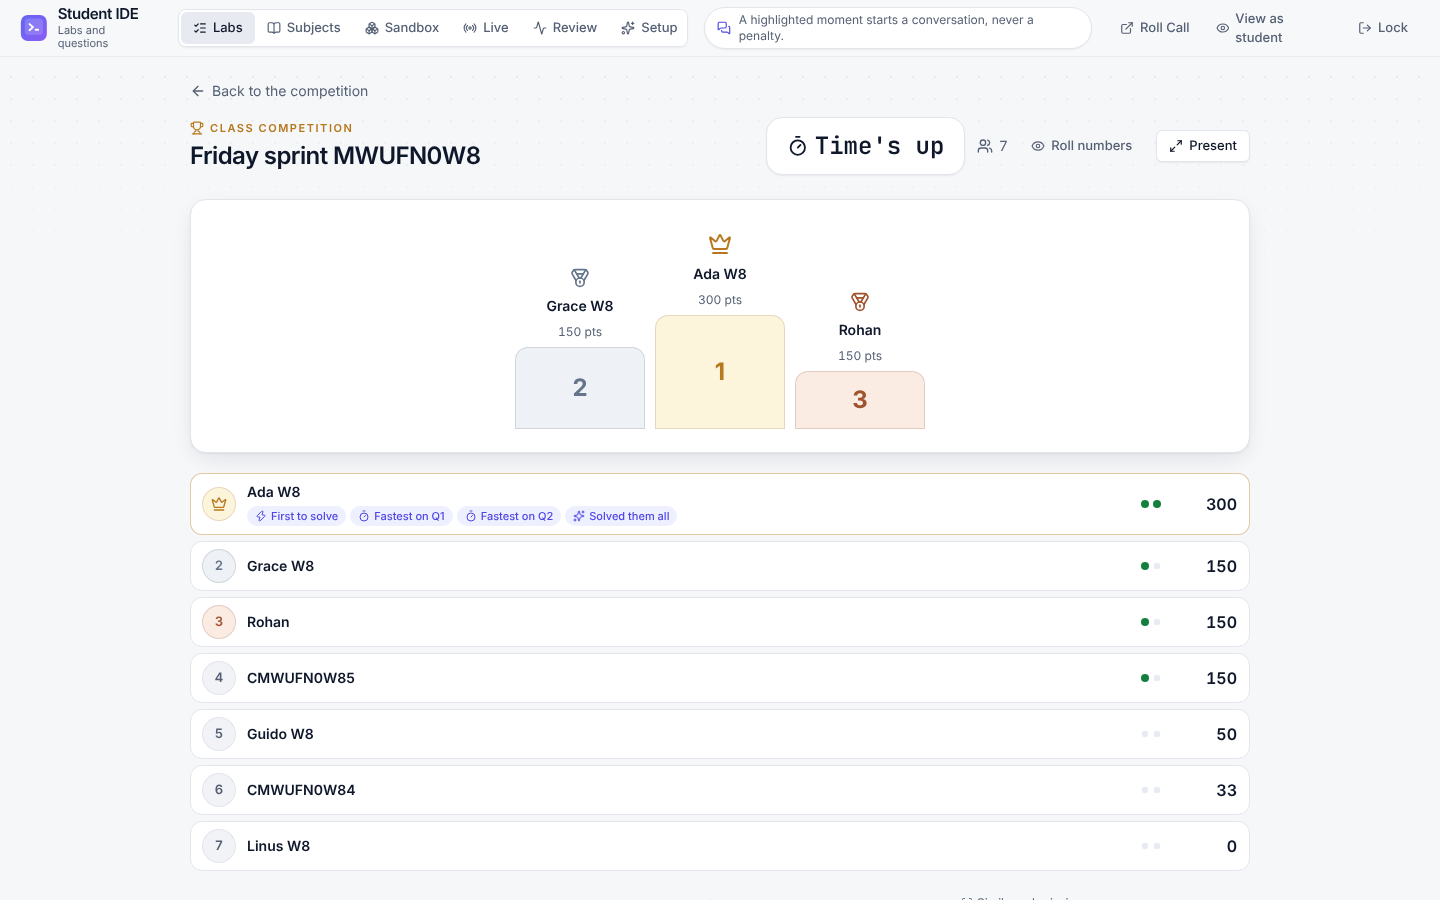 Student IDE
Labs and
questions
Labs
Subjects
Sandbox
Live
Review
Setup
A highlighted moment starts a conversation, never a
penalty.
Roll Call
View as
student
Lock
Back to the competition
CLASS COMPETITION
Friday sprint MWUFN0W8
Time's up
7
Roll numbers
Present
Ada W8
300 pts
Grace W8
150 pts
Rohan
150 pts
2
1
3
Ada W8
First to solve
Fastest on Q1
Fastest on Q2
Solved them all
300
2
Grace W8
150
3
Rohan
150
4
CMWUFN0W85
150
5
Guido W8
50
6
CMWUFN0W84
33
7
Linus W8
0